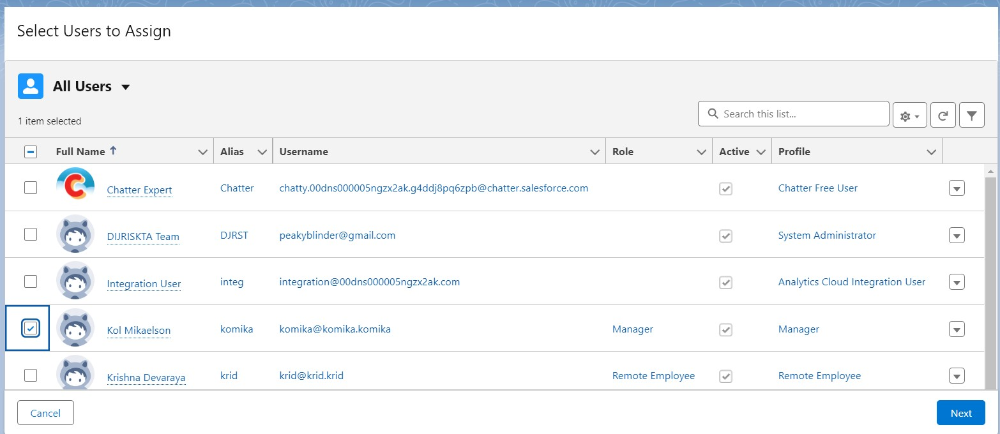 Select Users to Assign
All Users
1 item selected
Search this list...
Full Name Alias Username Role Active Profile
Chatter Expert Chatter chatty.00dns000005ngzx2ak.g4ddj8pq6zpb@chatter.salesforce.com Chatter Free User
DIJRISKTA Team DJRST peakyblinder@gmail.com System Administrator
Integration User integ integration@00dns000005ngzx2ak.com Analytics Cloud Integration User
Kol Mikaelson komika komika@komika.komika Manager Manager
Krishna Devaraya krid krid@krid.krid Remote Employee Remote Employee
Cancel Next